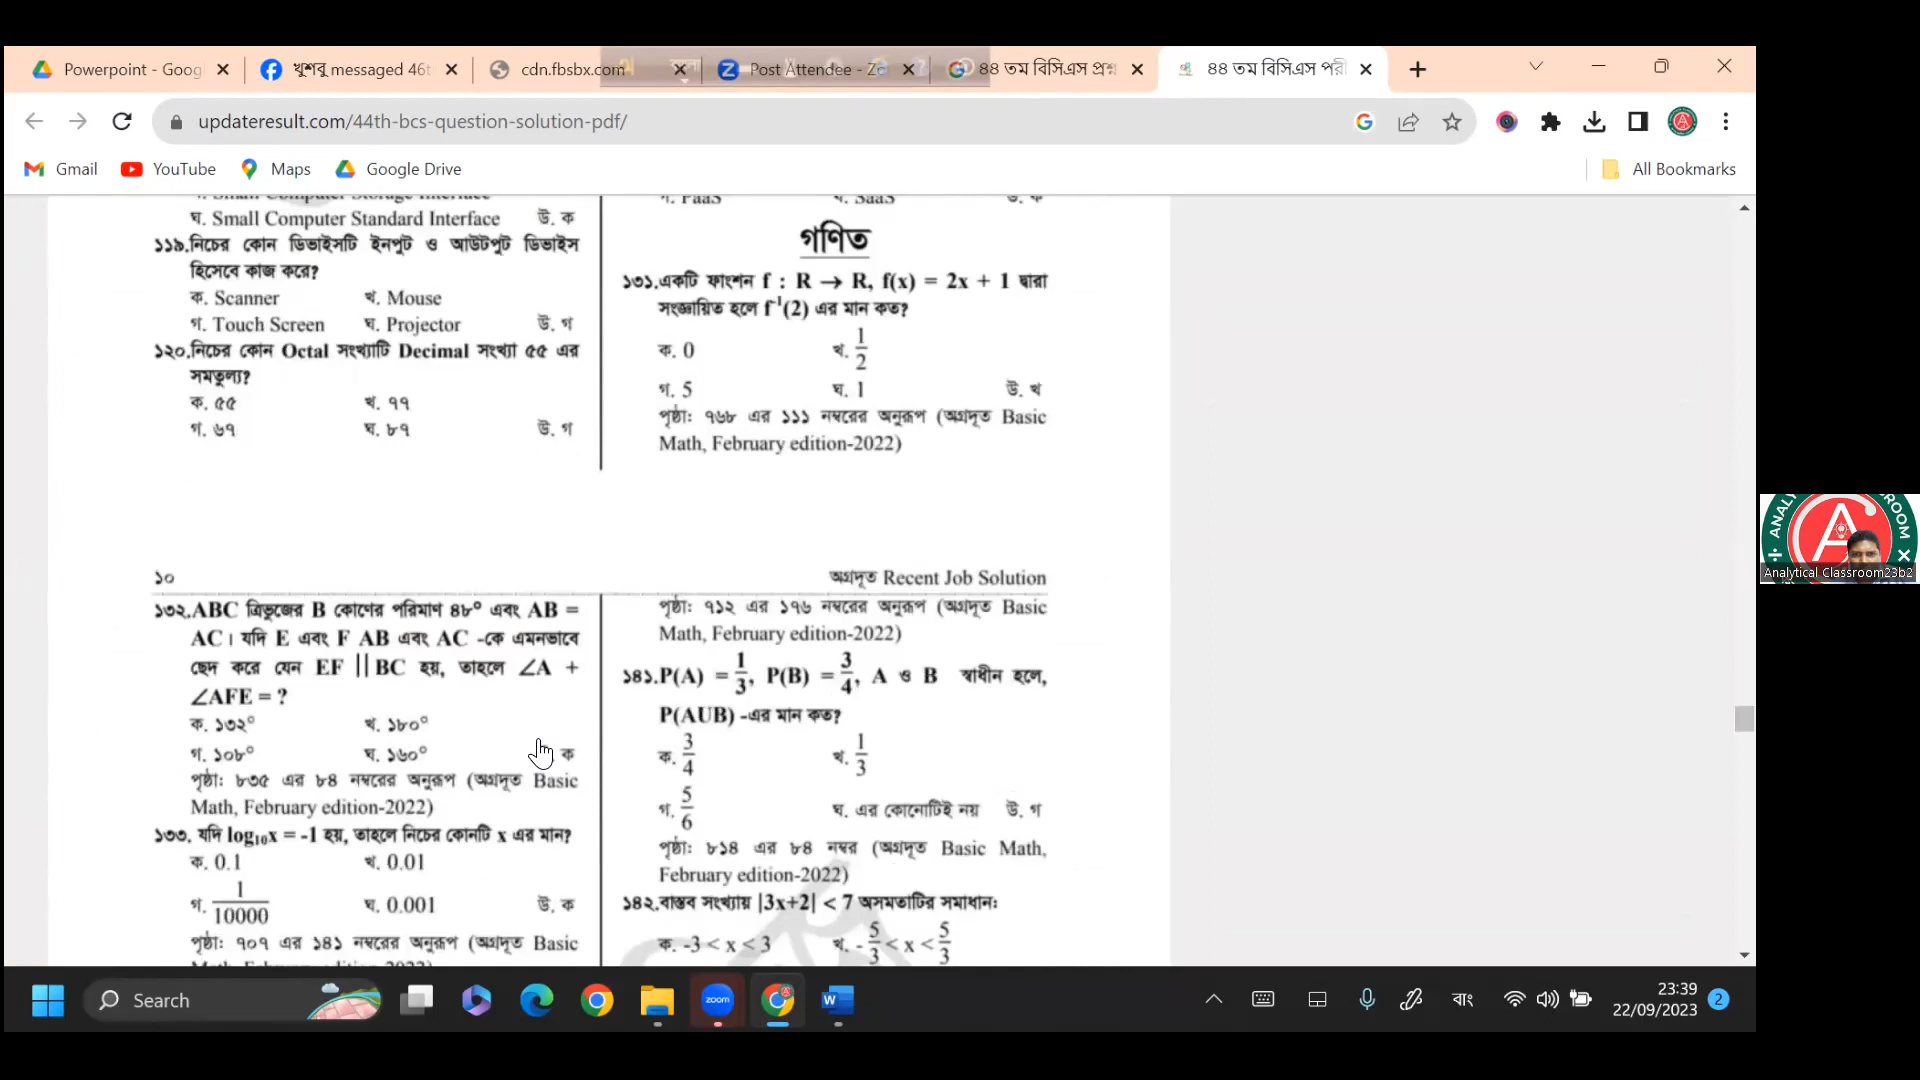 Powerpoint - Goog
খুশবু messaged 46t
cdn.fbsbx.com
Post Attendee - Zo
৪৪ তম বিসিএস প্রশ্ন
৪৪ তম বিসিএস পরী
updateresult.com/44th-bcs-question-solution-pdf/
Gmail
YouTube
Maps
Google Drive
All Bookmarks
ঘ. Small Computer Standard Interface উ. ক
১১৯.নিচের কোন ডিভাইসটি ইনপুট ও আউটপুট ডিভাইস
হিসেবে কাজ করে?
ক. Scanner খ. Mouse
গ. Touch Screen ঘ. Projector উ. গ
১২০.নিচের কোন Octal সংখ্যাটি Decimal সংখ্যা ৫৫ এর
সমতুল্য?
ক. ৫৫ খ. ৭৭
গ. ৬৭ ঘ. ৮৭ উ. গ
গ. PaaS ঘ. SaaS উ. ক
গণিত
১৩১.একটি ফাংশন f : R → R, f(x) = 2x + 1 দ্বারা
সংজ্ঞায়িত হলে f⁻¹(2) এর মান কত?
ক. 0 খ. 1/2
গ. 5 ঘ. 1 উ. খ
পৃষ্ঠা: ৭৬৮ এর ১১১ নম্বরের অনুরূপ (অগ্রদূত Basic
Math, February edition-2022)
১০
অগ্রদূত Recent Job Solution
১৩২.ABC ত্রিভুজের B কোণের পরিমাণ ৪৮° এবং AB =
AC। যদি E এবং F AB এবং AC -কে এমনভাবে
ছেদ করে যেন EF || BC হয়, তাহলে ∠A +
∠AFE = ?
ক. ১৩২° খ. ১৮০°
গ. ১০৮° ঘ. ১৬০° ক
পৃষ্ঠা: ৮৩৫ এর ৮৪ নম্বরের অনুরূপ (অগ্রদূত Basic
Math, February edition-2022)
১৩৩. যদি log₁₀x = -1 হয়, তাহলে নিচের কোনটি x এর মান?
ক. 0.1 খ. 0.01
গ. 1/10000 ঘ. 0.001 উ. ক
পৃষ্ঠা: ৭০৭ এর ১৪১ নম্বরের অনুরূপ (অগ্রদূত Basic
পৃষ্ঠা: ৭১২ এর ১৭৬ নম্বরের অনুরূপ (অগ্রদূত Basic
Math, February edition-2022)
১৪১.P(A) = 1/3, P(B) = 3/4, A ও B স্বাধীন হলে,
P(AUB) -এর মান কত?
ক. 3/4 খ. 1/3
গ. 5/6 ঘ. এর কোনোটিই নয় উ. গ
পৃষ্ঠা: ৮১৪ এর ৮৪ নম্বর (অগ্রদূত Basic Math,
February edition-2022)
১৪২.বাস্তব সংখ্যায় |3x+2| < 7 অসমতাটির সমাধান:
ক. -3 < x < 3 খ. - 5/3 < x < 5/3
Analytical Classroom23b2
Search
zoom
বাং
23:39
22/09/2023
2